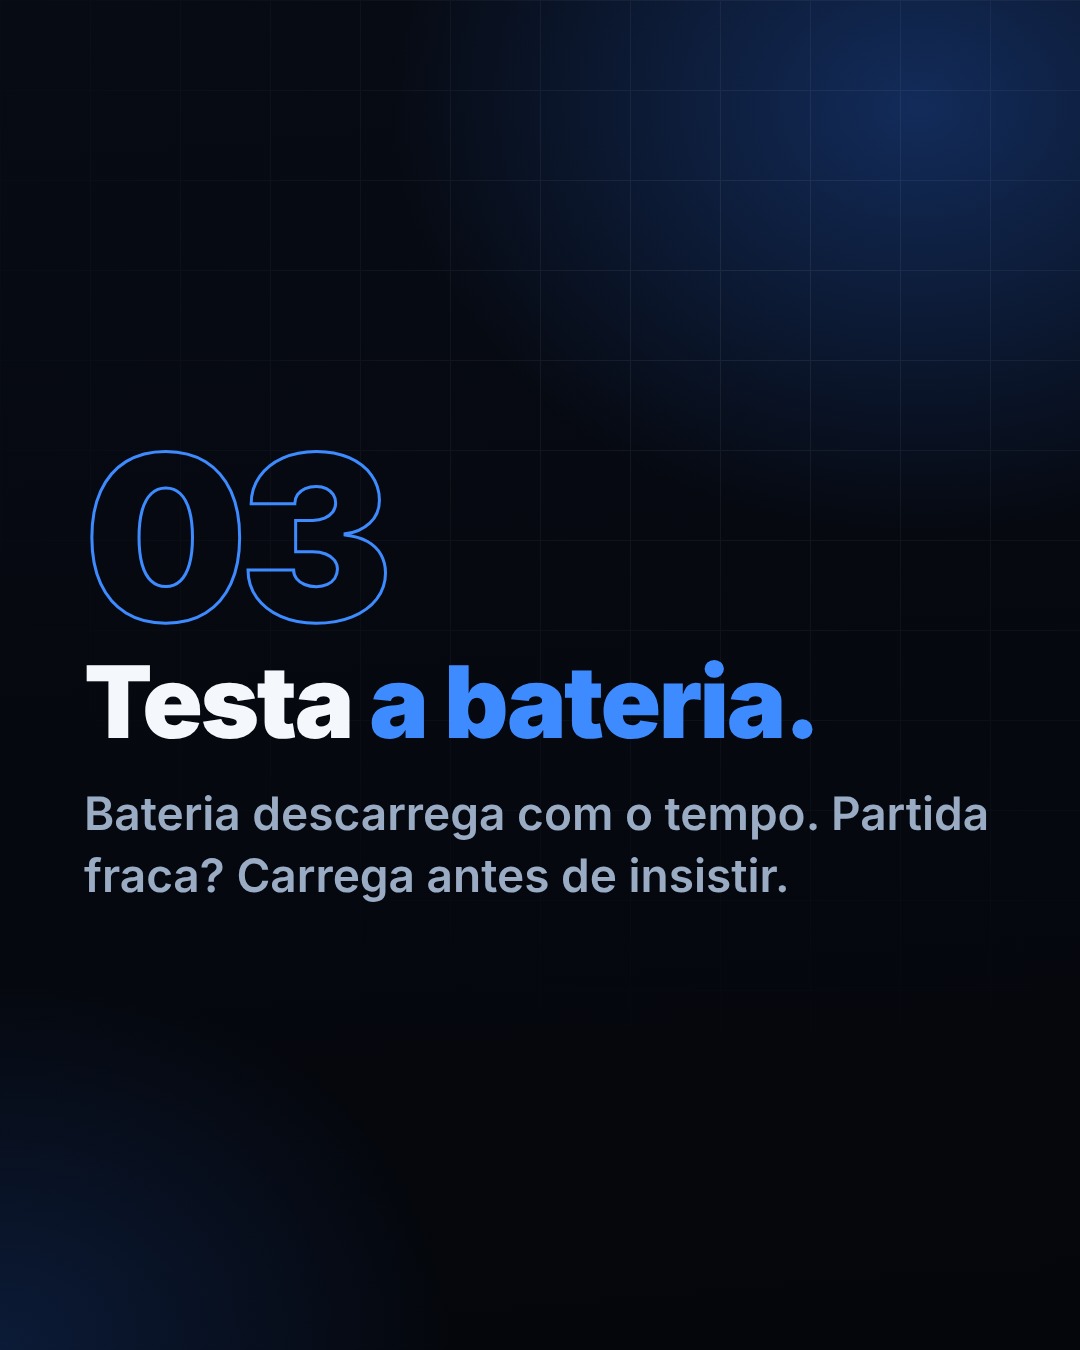 03
Testa a bateria.
Bateria descarrega com o tempo. Partida
fraca? Carrega antes de insistir.